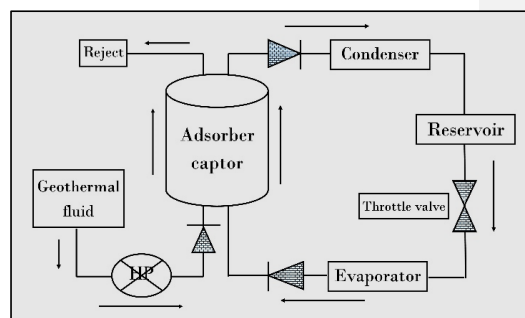 Reject
Condenser
Adsorber
captor
Reservoir
Geothermal
fluid
Throttle valve
HP
Evaporator